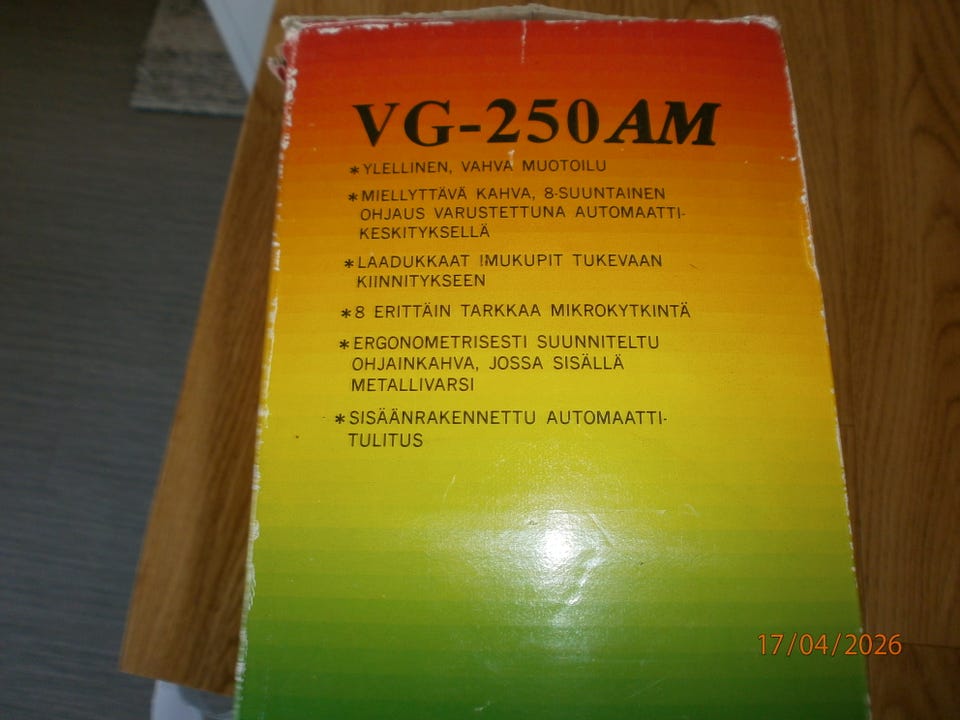 VG-250AM
*YLELLINEN, VAHVA MUOTOILU
*MIELLYTTÄVÄ KAHVA, 8-SUUNTAINEN
OHJAUS VARUSTETTUNA AUTOMAATTI-
KESKITYKSELLÄ
*LAADUKKAAT IMUKUPIT TUKEVAAN
KIINNITYKSEEN
*8 ERITTÄIN TARKKAA MIKROKYTKINTÄ
*ERGONOMETRISESTI SUUNNITELTU
OHJAINKAHVA, JOSSA SISÄLLÄ
METALLIVARSI
*SISÄÄNRAKENNETTU AUTOMAATTI-
TULITUS
17/04/2026